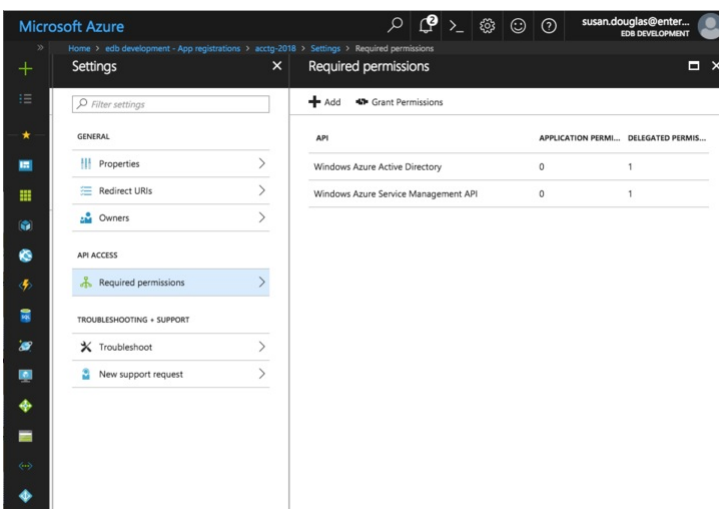 Microsoft Azure
2
susan.douglas@enter...
EDB DEVELOPMENT
Home > edb development - App registrations > acctg-2018 > Settings > Required permissions
Settings
Required permissions
Filter settings
Add
Grant Permissions
GENERAL
API
APPLICATION PERMI...
DELEGATED PERMIS...
Properties
Windows Azure Active Directory
0
1
Redirect URIs
Windows Azure Service Management API
0
1
Owners
API ACCESS
Required permissions
TROUBLESHOOTING + SUPPORT
Troubleshoot
New support request